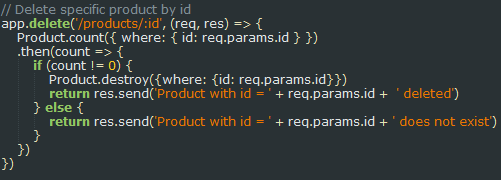 // Delete specific product by id
app.delete('/products/:id', (req, res) => {
  Product.count({ where: { id: req.params.id } })
  .then(count => {
    if (count != 0) {
      Product.destroy({where: {id: req.params.id}})
      return res.send('Product with id = ' + req.params.id +  ' deleted')
    } else {
      return res.send('Product with id = ' + req.params.id + ' does not exist')
    }
  })
})